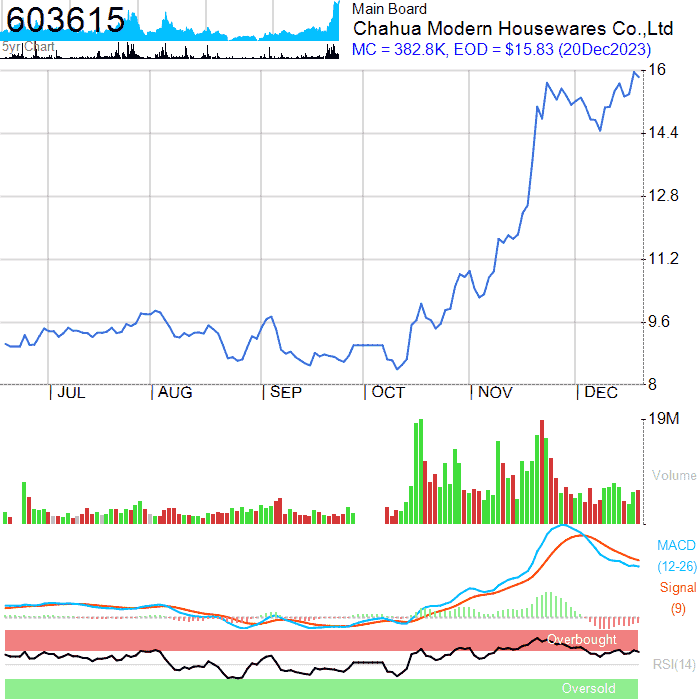 603615
Main Board
Chahua Modern Housewares Co.,Ltd
MC = 382.8K, EOD = $15.83 (20Dec2023)
5yr Chart
16
14.4
12.8
11.2
9.6
8
JUL AUG SEP OCT NOV DEC
19M
Volume
MACD
(12-26)
Signal
(9)
Overbought
RSI(14)
Oversold